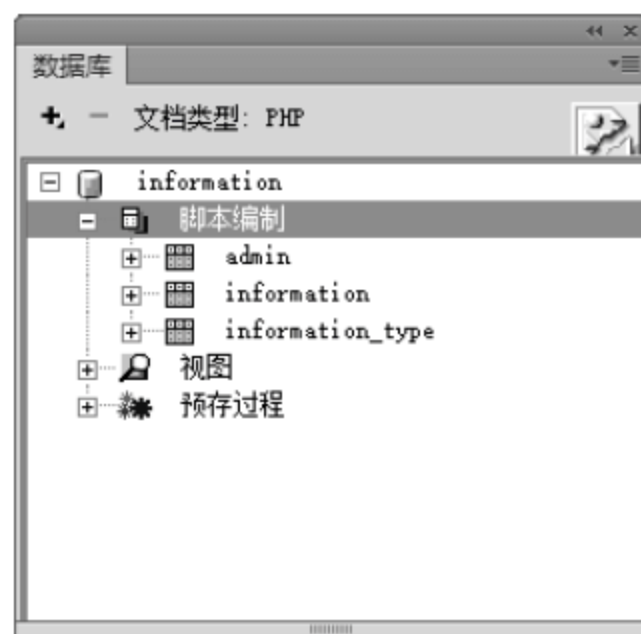 数据库
文档类型: PHP
information
脚本编制
admin
information
information_type
视图
预存过程